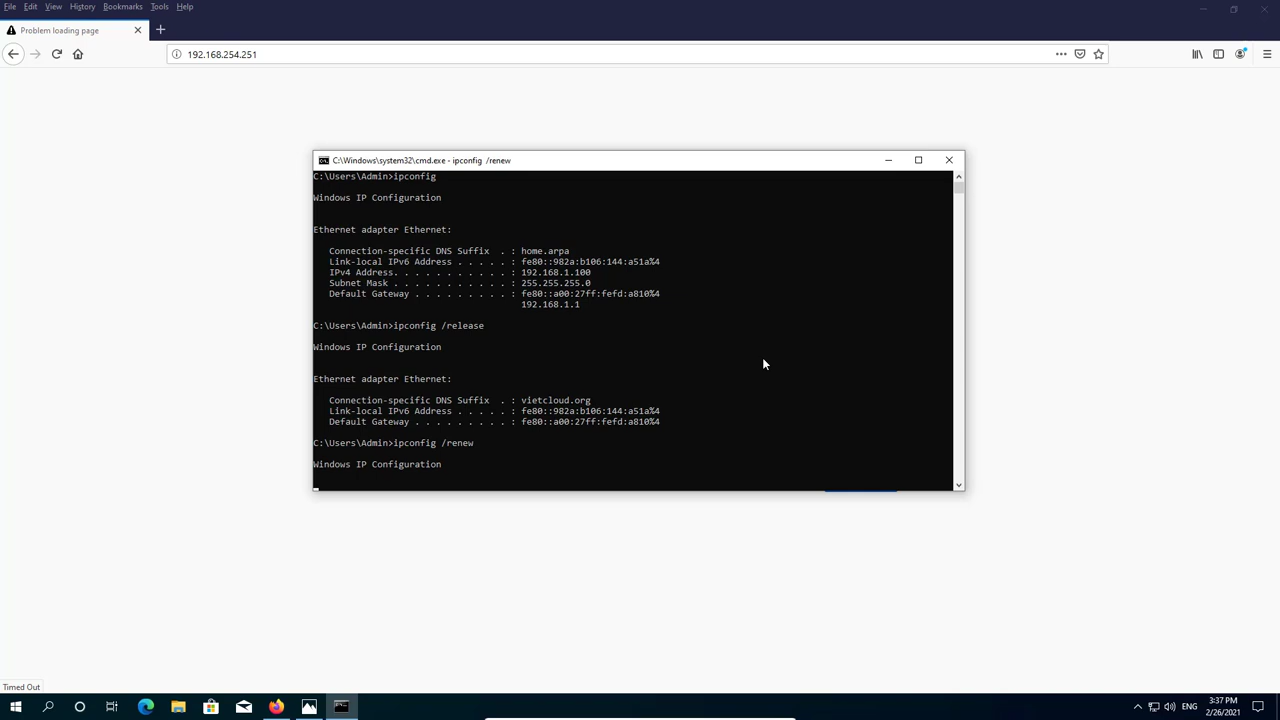 File Edit View History Bookmarks Tools Help
Problem loading page
192.168.254.251
C:\Windows\system32\cmd.exe - ipconfig /renew
C:\Users\Admin>ipconfig
Windows IP Configuration
Ethernet adapter Ethernet:
Connection-specific DNS Suffix . : home.arpa
Link-local IPv6 Address . . . . . : fe80::982a:b106:144:a51a%4
IPv4 Address. . . . . . . . . . . : 192.168.1.100
Subnet Mask . . . . . . . . . . . : 255.255.255.0
Default Gateway . . . . . . . . . : fe80::a00:27ff:fefd:a810%4
192.168.1.1
C:\Users\Admin>ipconfig /release
Windows IP Configuration
Ethernet adapter Ethernet:
Connection-specific DNS Suffix . : vietcloud.org
Link-local IPv6 Address . . . . . : fe80::982a:b106:144:a51a%4
Default Gateway . . . . . . . . . : fe80::a00:27ff:fefd:a810%4
C:\Users\Admin>ipconfig /renew
Windows IP Configuration
Timed Out
ENG
3:37 PM
2/26/2021